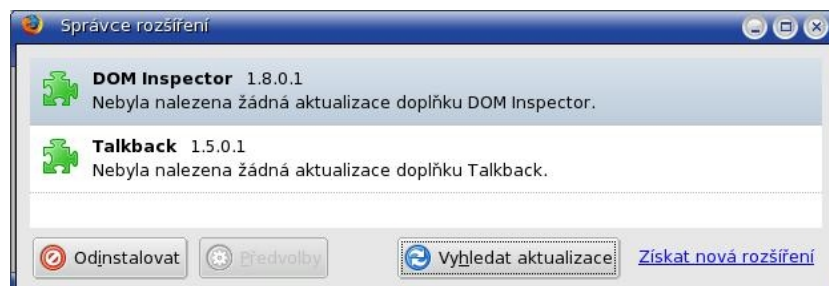 Správce rozšíření
DOM Inspector 1.8.0.1
Nebyla nalezena žádná aktualizace doplňku DOM Inspector.
Talkback 1.5.0.1
Nebyla nalezena žádná aktualizace doplňku Talkback.
Odinstalovat Předvolby Vyhledat aktualizace Získat nová rozšíření